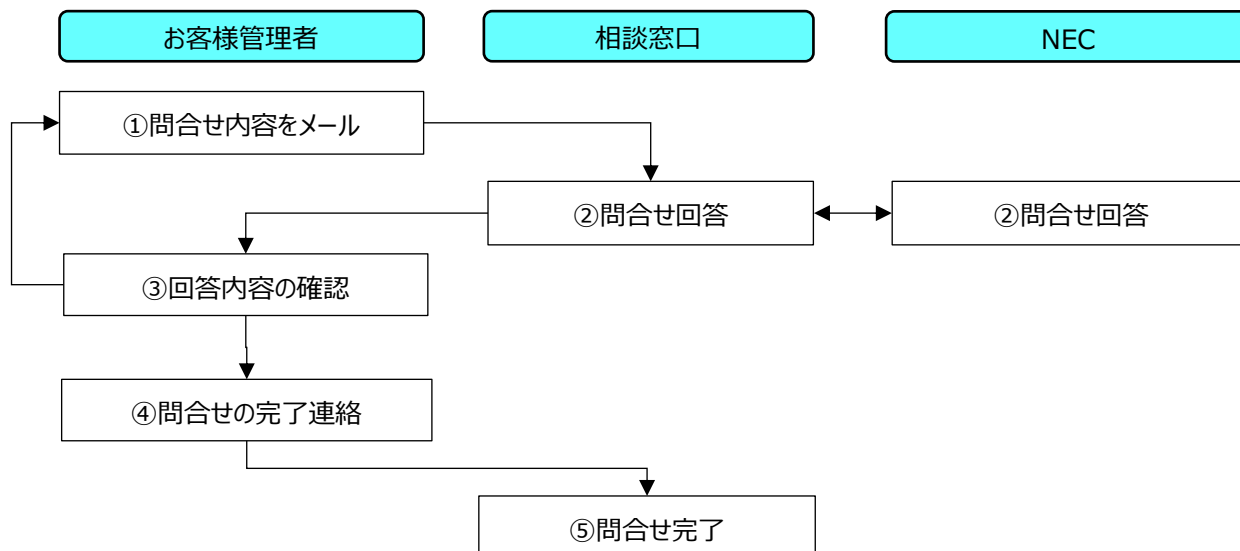 お客様管理者
相談窓口
NEC
①問合せ内容をメール
②問合せ回答
②問合せ回答
③回答内容の確認
④問合せの完了連絡
⑤問合せ完了